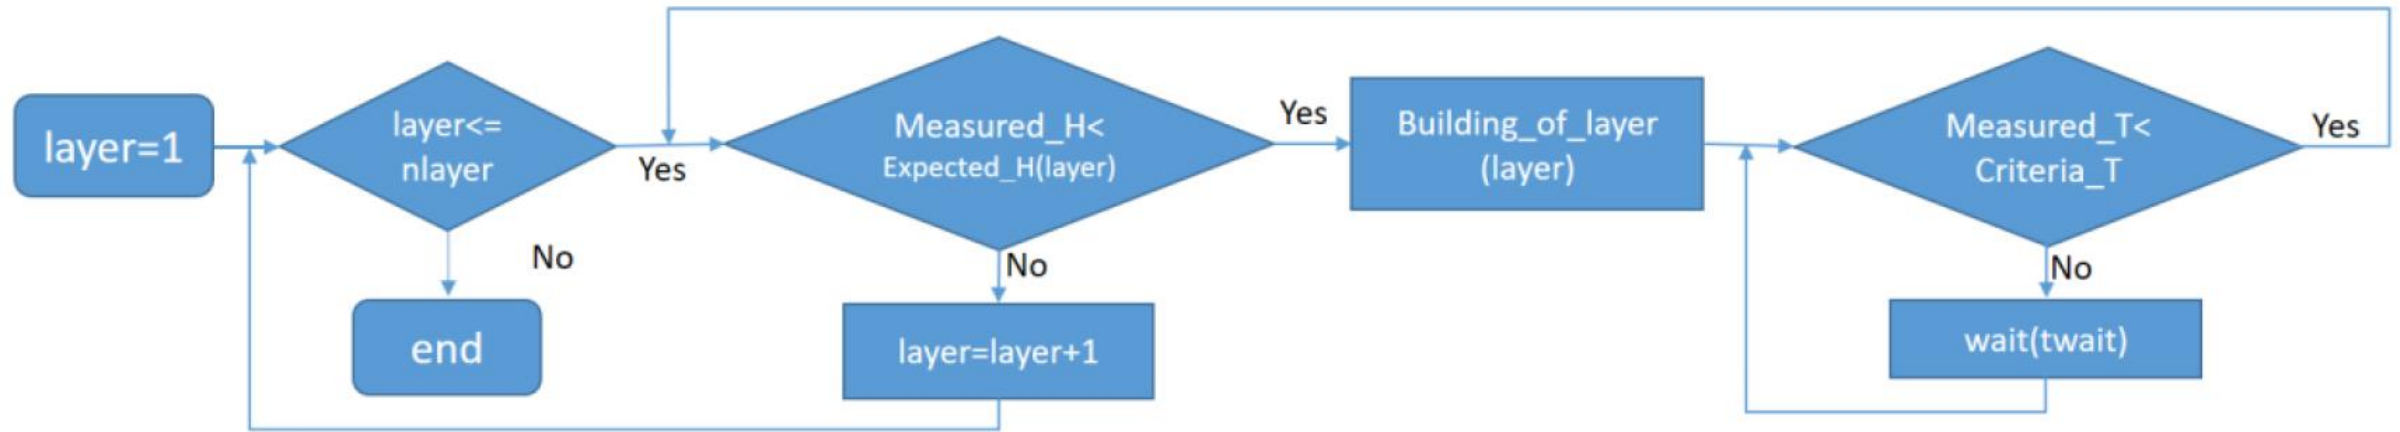 layer=1
layer<=
nlayer
Yes
No
end
Measured_H<
Expected_H(layer)
Yes
No
layer=layer+1
Building_of_layer
(layer)
Measured_T<
Criteria_T
Yes
No
wait(twait)